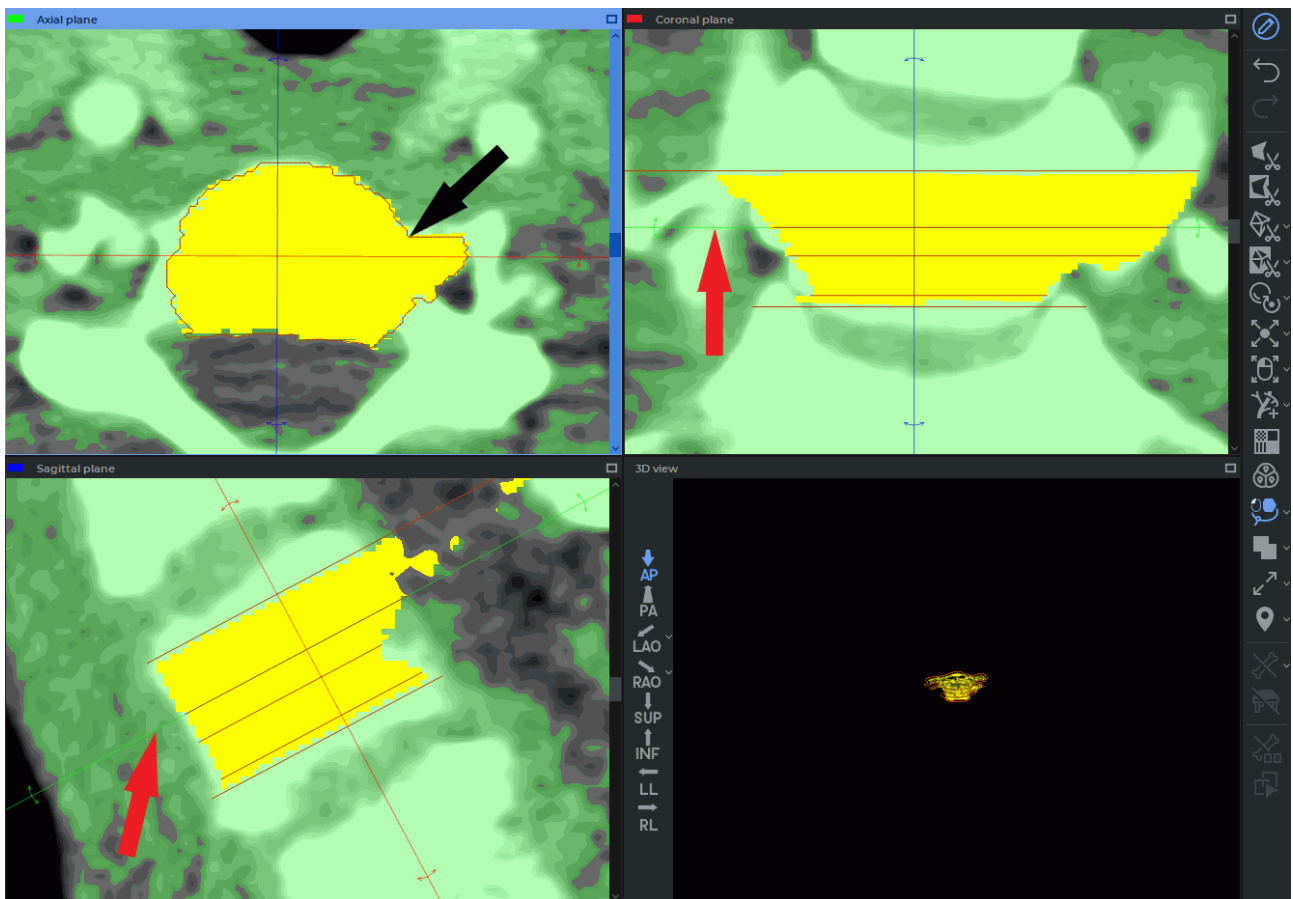 Axial plane
Coronal plane
Sagittal plane
3D view
AP
PA
LAO
RAO
SUP
INF
LL
RL